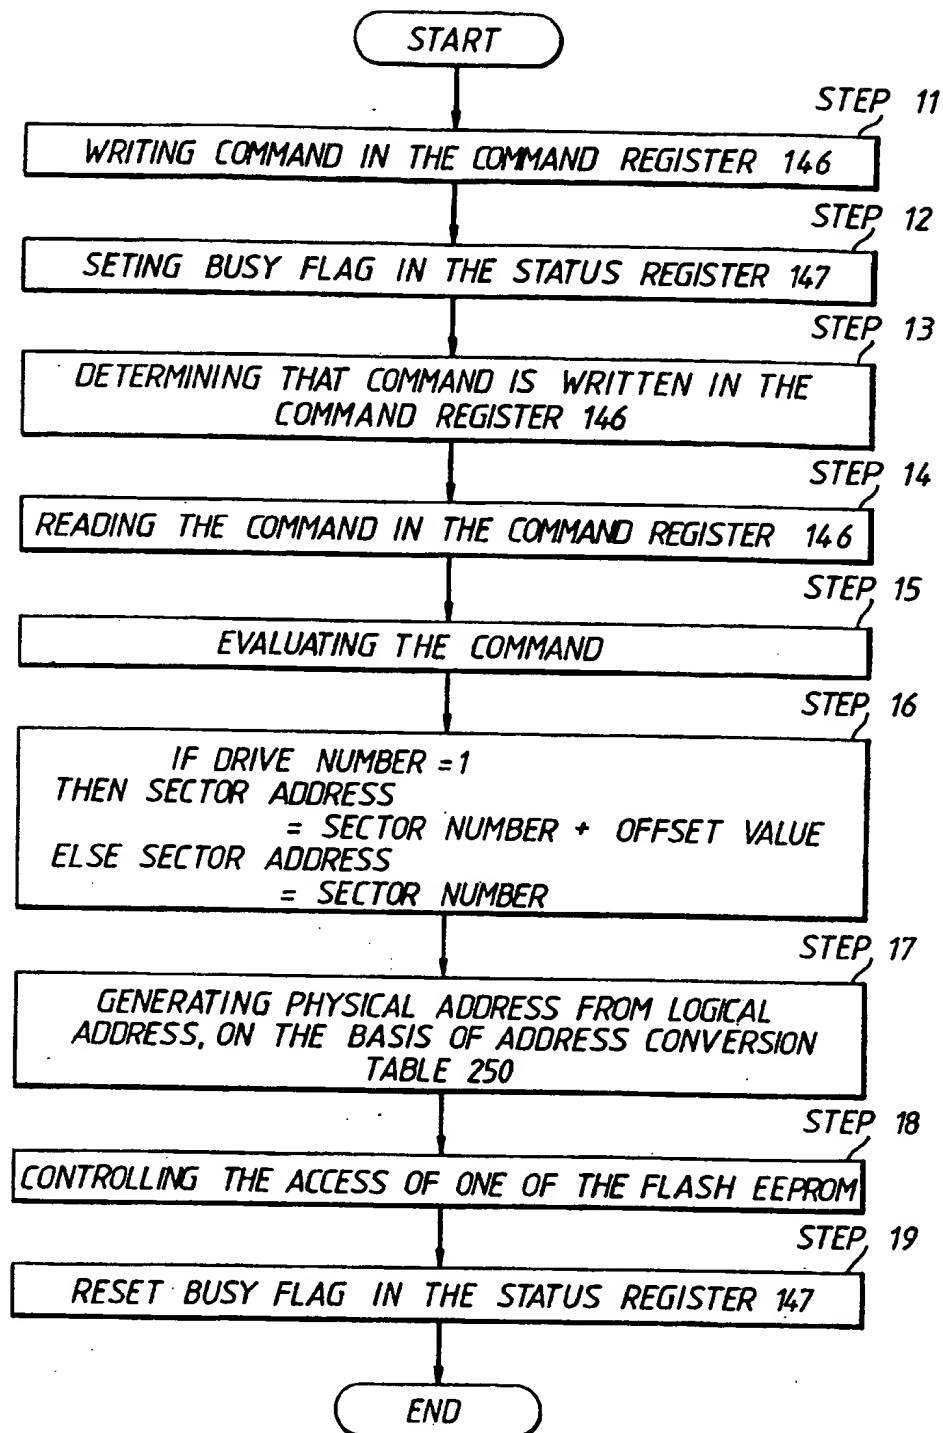 START
STEP 11
WRITING COMMAND IN THE COMMAND REGISTER 146
STEP 12
SETING BUSY FLAG IN THE STATUS REGISTER 147
STEP 13
DETERMINING THAT COMMAND IS WRITTEN IN THE
COMMAND REGISTER 146
STEP 14
READING THE COMMAND IN THE COMMAND REGISTER 146
STEP 15
EVALUATING THE COMMAND
STEP 16
IF DRIVE NUMBER = 1
THEN SECTOR ADDRESS
= SECTOR NUMBER + OFFSET VALUE
ELSE SECTOR ADDRESS
= SECTOR NUMBER
STEP 17
GENERATING PHYSICAL ADDRESS FROM LOGICAL
ADDRESS, ON THE BASIS OF ADDRESS CONVERSION
TABLE 250
STEP 18
CONTROLLING THE ACCESS OF ONE OF THE FLASH EEPROM
STEP 19
RESET BUSY FLAG IN THE STATUS REGISTER 147
END